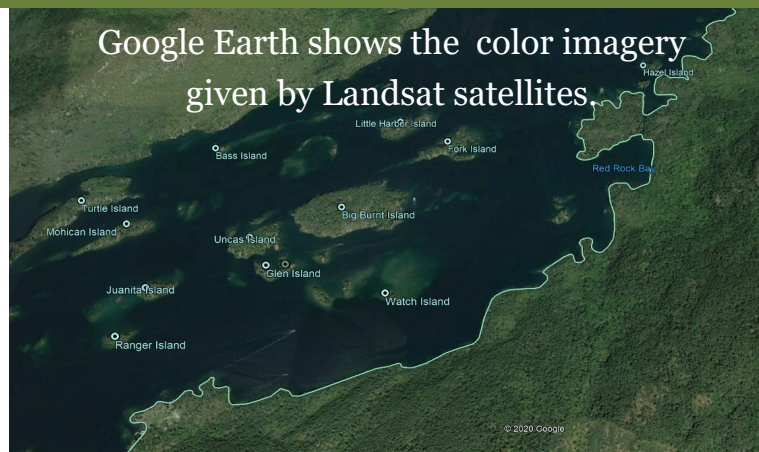 Google Earth shows the color imagery
given by Landsat satellites.
Hazel Island
Little Harbor Island
Fork Island
Bass Island
Red Rock Bay
Turtle Island
Big Burnt Island
Mohican Island
Uncas Island
Glen Island
Juanita Island
Watch Island
Ranger Island
© 2020 Google